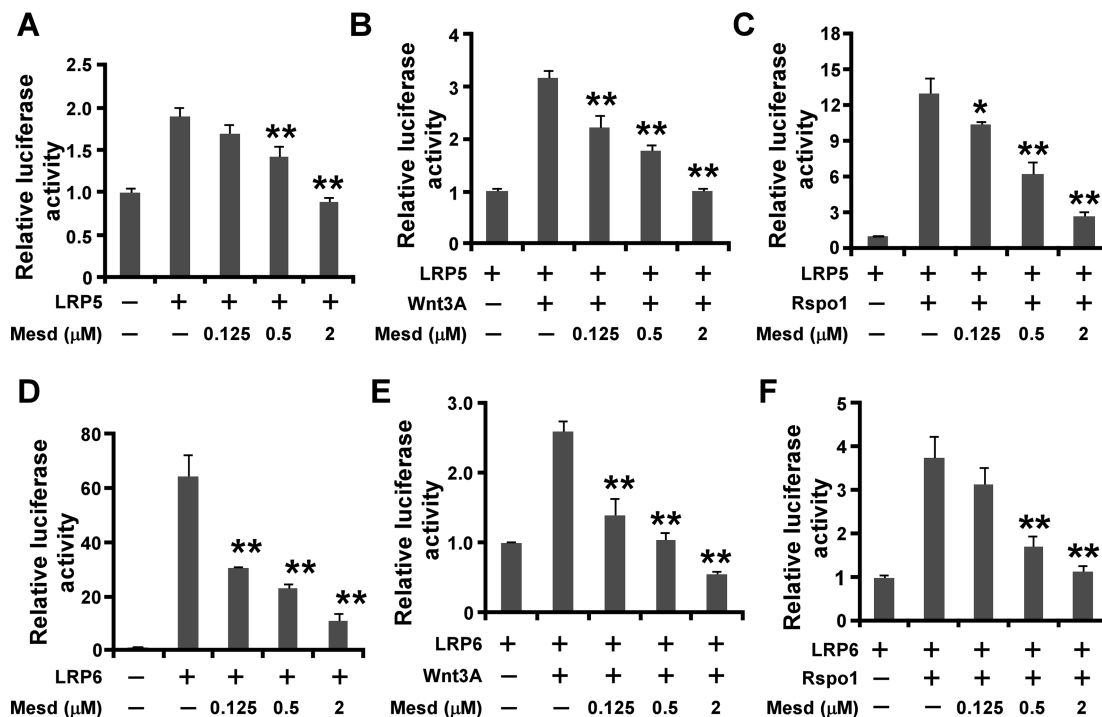 A
Relative luciferase
activity
2.5
2.0
1.5
1.0
0.5
0
**
**
LRP5 – + + + +
Mesd (μM) – – 0.125 0.5 2
B
Relative luciferase
activity
4
3
2
1
0
**
**
**
LRP5 + + + + +
Wnt3A – + + + +
Mesd (μM) – – 0.125 0.5 2
C
Relative luciferase
activity
18
15
12
9
6
3
0
*
**
**
LRP5 + + + + +
Rspo1 – + + + +
Mesd (μM) – – 0.125 0.5 2
D
Relative luciferase
activity
80
60
40
20
0
**
**
**
LRP6 – + + + +
Mesd (μM) – – 0.125 0.5 2
E
Relative luciferase
activity
3.0
2.0
1.0
0
**
**
**
LRP6 + + + + +
Wnt3A – + + + +
Mesd (μM) – – 0.125 0.5 2
F
Relative luciferase
activity
5
4
3
2
1
0
**
**
LRP6 + + + + +
Rspo1 – + + + +
Mesd (μM) – – 0.125 0.5 2